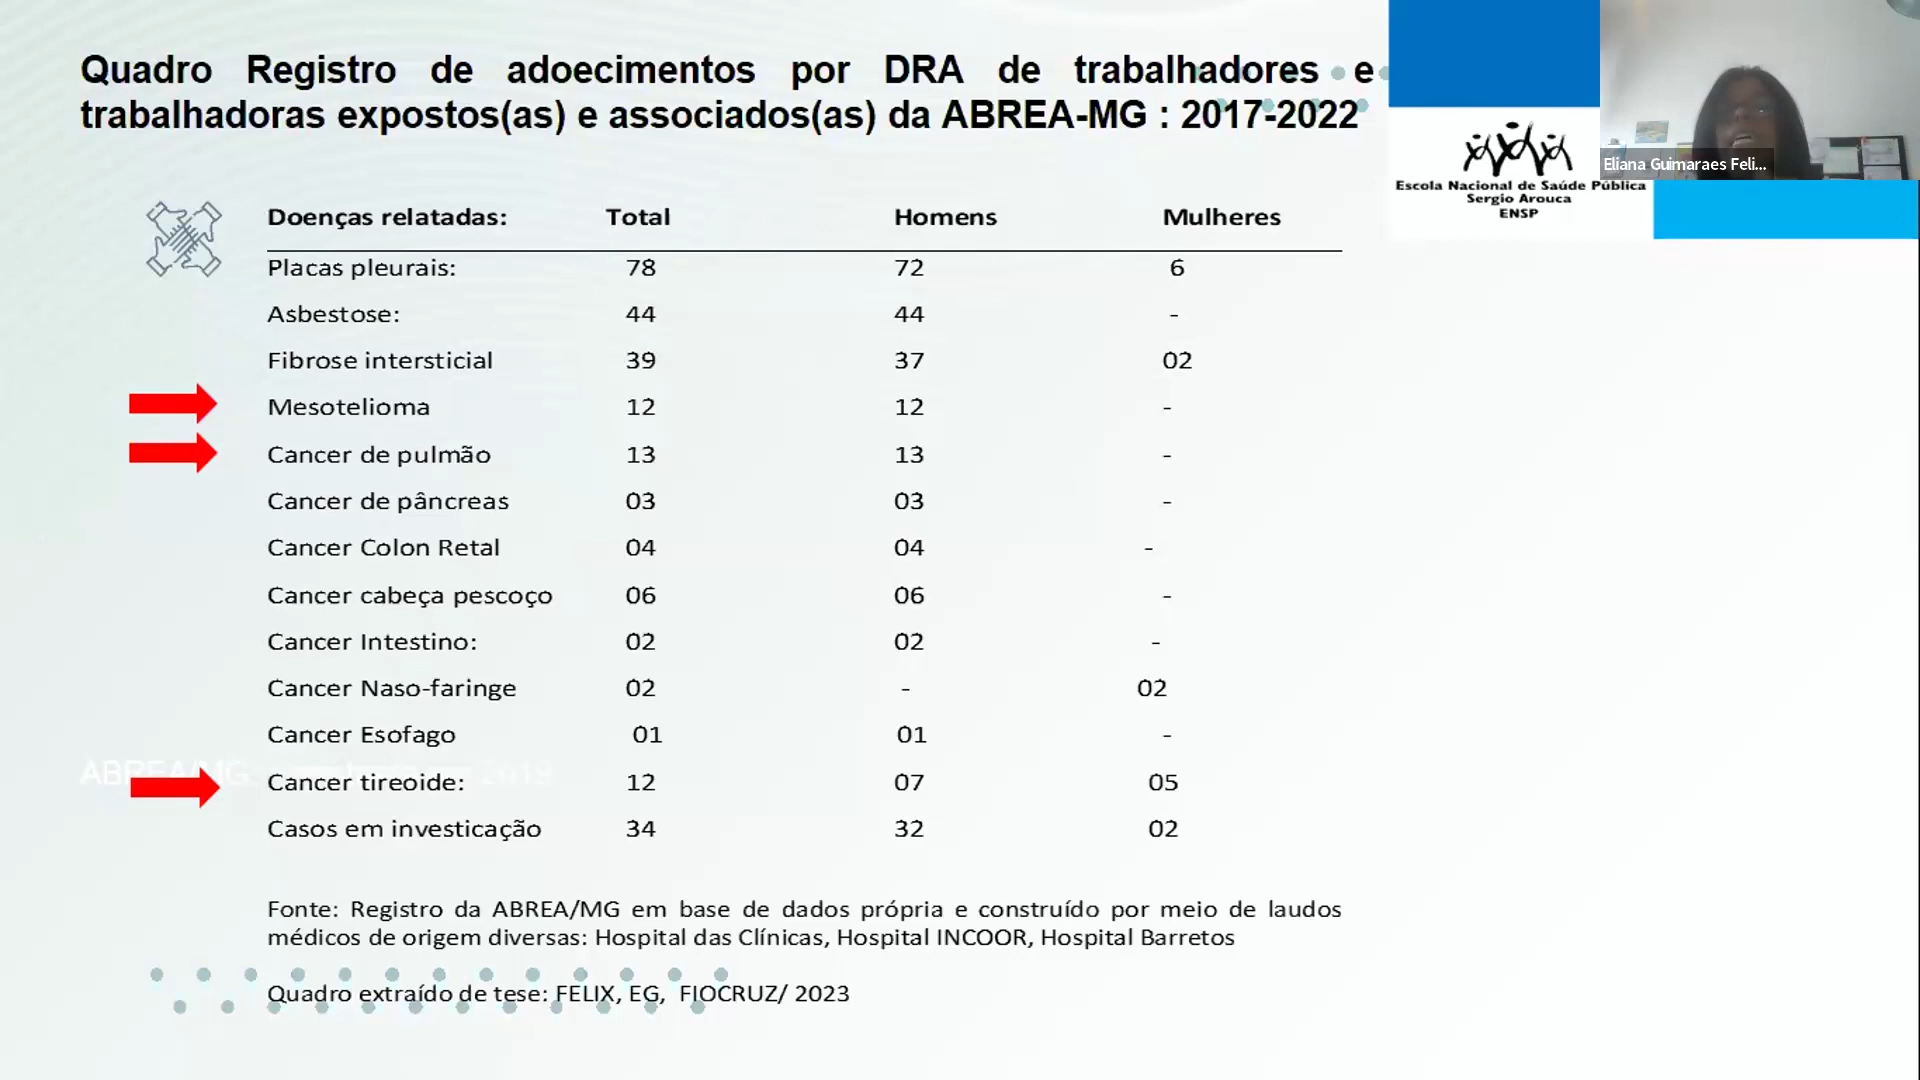 Quadro Registro de adoecimentos por DRA de trabalhadores e
trabalhadoras expostos(as) e associados(as) da ABREA-MG : 2017-2022
Eliana Guimaraes Feli...
Escola Nacional de Saúde Pública
Sergio Arouca
ENSP
Doenças relatadas: Total Homens Mulheres
Placas pleurais: 78 72 6
Asbestose: 44 44 -
Fibrose intersticial 39 37 02
Mesotelioma 12 12 -
Cancer de pulmão 13 13 -
Cancer de pâncreas 03 03 -
Cancer Colon Retal 04 04 -
Cancer cabeça pescoço 06 06 -
Cancer Intestino: 02 02 -
Cancer Naso-faringe 02 - 02
Cancer Esofago 01 01 -
ABREA/MG 2019
Cancer tireoide: 12 07 05
Casos em investicação 34 32 02
Fonte: Registro da ABREA/MG em base de dados própria e construído por meio de laudos
médicos de origem diversas: Hospital das Clínicas, Hospital INCOOR, Hospital Barretos
Quadro extraído de tese: FELIX, EG, FIOCRUZ/ 2023